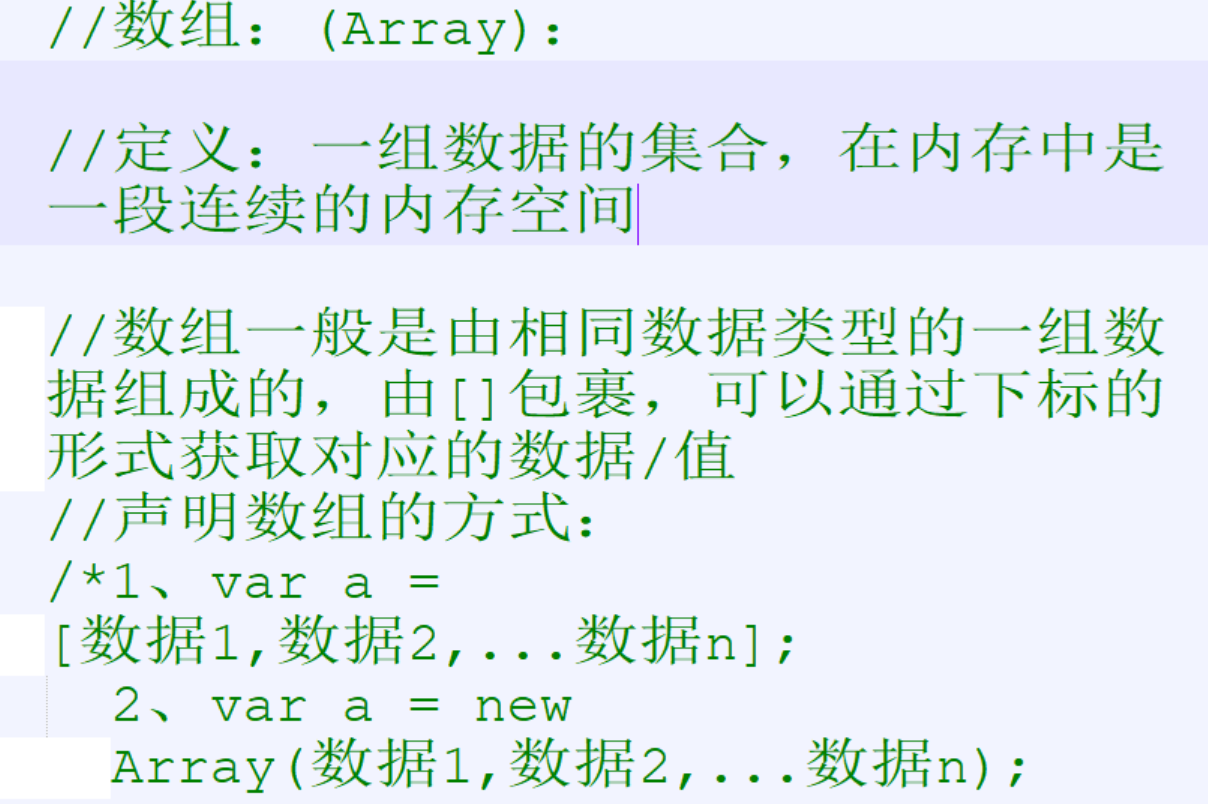 //数组：(Array)：
//定义：一组数据的集合，在内存中是
一段连续的内存空间
//数组一般是由相同数据类型的一组数
据组成的，由[]包裹，可以通过下标的
形式获取对应的数据/值
//声明数组的方式：
/*1、var a =
[数据1,数据2,...数据n];
2、var a = new
Array(数据1,数据2,...数据n);